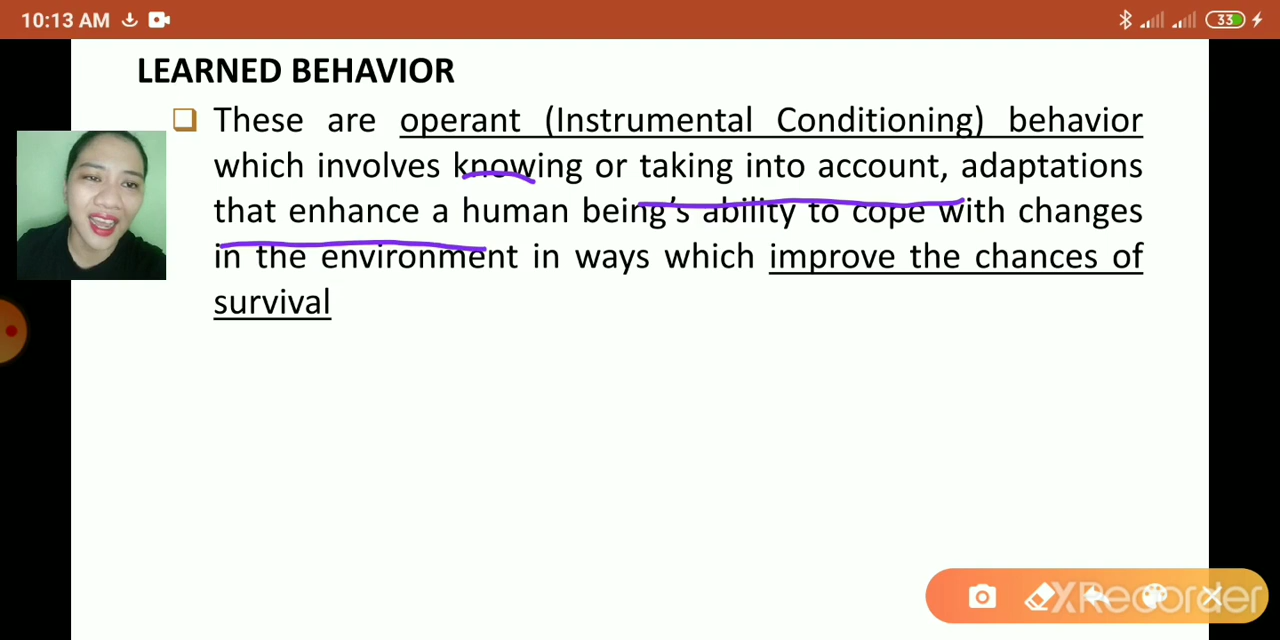 10:13 AM
33
LEARNED BEHAVIOR
These are operant (Instrumental Conditioning) behavior
which involves knowing or taking into account, adaptations
that enhance a human being's ability to cope with changes
in the environment in ways which improve the chances of
survival
XRecorder